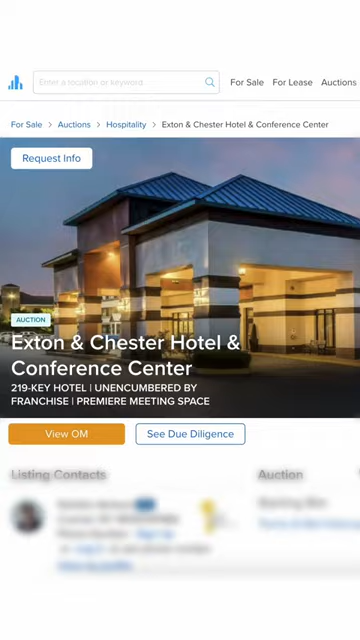 Enter a location or keyword
For Sale For Lease Auctions
For Sale > Auctions > Hospitality > Exton & Chester Hotel & Conference Center
Request Info
AUCTION
Exton & Chester Hotel &
Conference Center
219-KEY HOTEL | UNENCUMBERED BY
FRANCHISE | PREMIERE MEETING SPACE
View OM
See Due Diligence
Listing Contacts
Auction